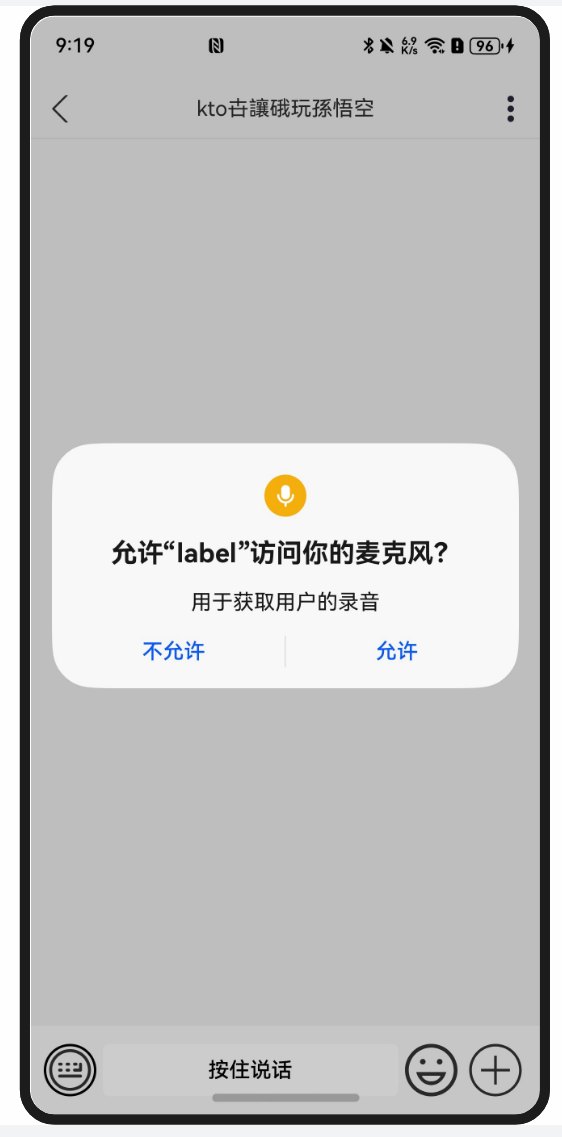 9:19
6.9 K/s
96
kto卋讓硪玩孫悟空
允许“label”访问你的麦克风?
用于获取用户的录音
不允许
允许
按住说话